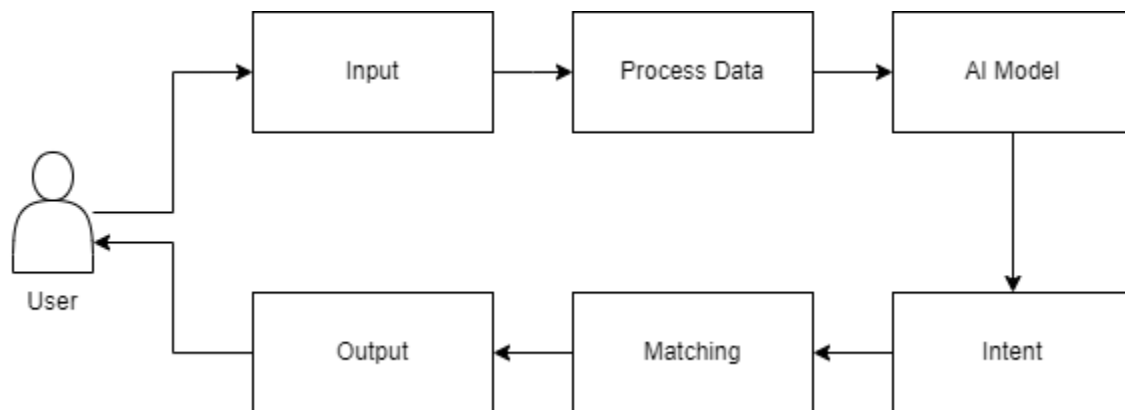 Input
Process Data
AI Model
User
Output
Matching
Intent